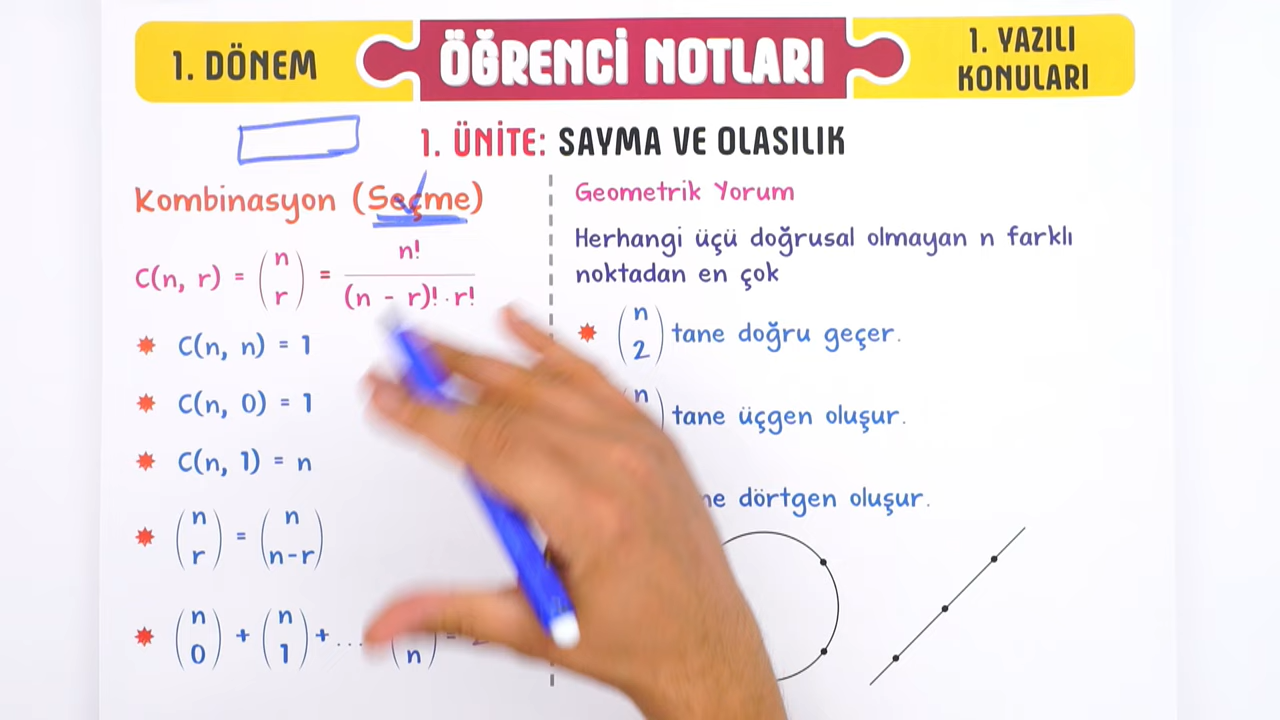 1. DÖNEM
ÖĞRENCİ NOTLARI
1. YAZILI
KONULARI
1. ÜNİTE: SAYMA VE OLASILIK
Kombinasyon (Seçme)
C(n, r) = (n r) = n! / (n - r)! . r!
C(n, n) = 1
C(n, 0) = 1
C(n, 1) = n
(n r) = (n n-r)
(n 0) + (n 1) + ... n) =
Geometrik Yorum
Herhangi üçü doğrusal olmayan n farklı
noktadan en çok
(n 2) tane doğru geçer.
n tane üçgen oluşur.
dörtgen oluşur.